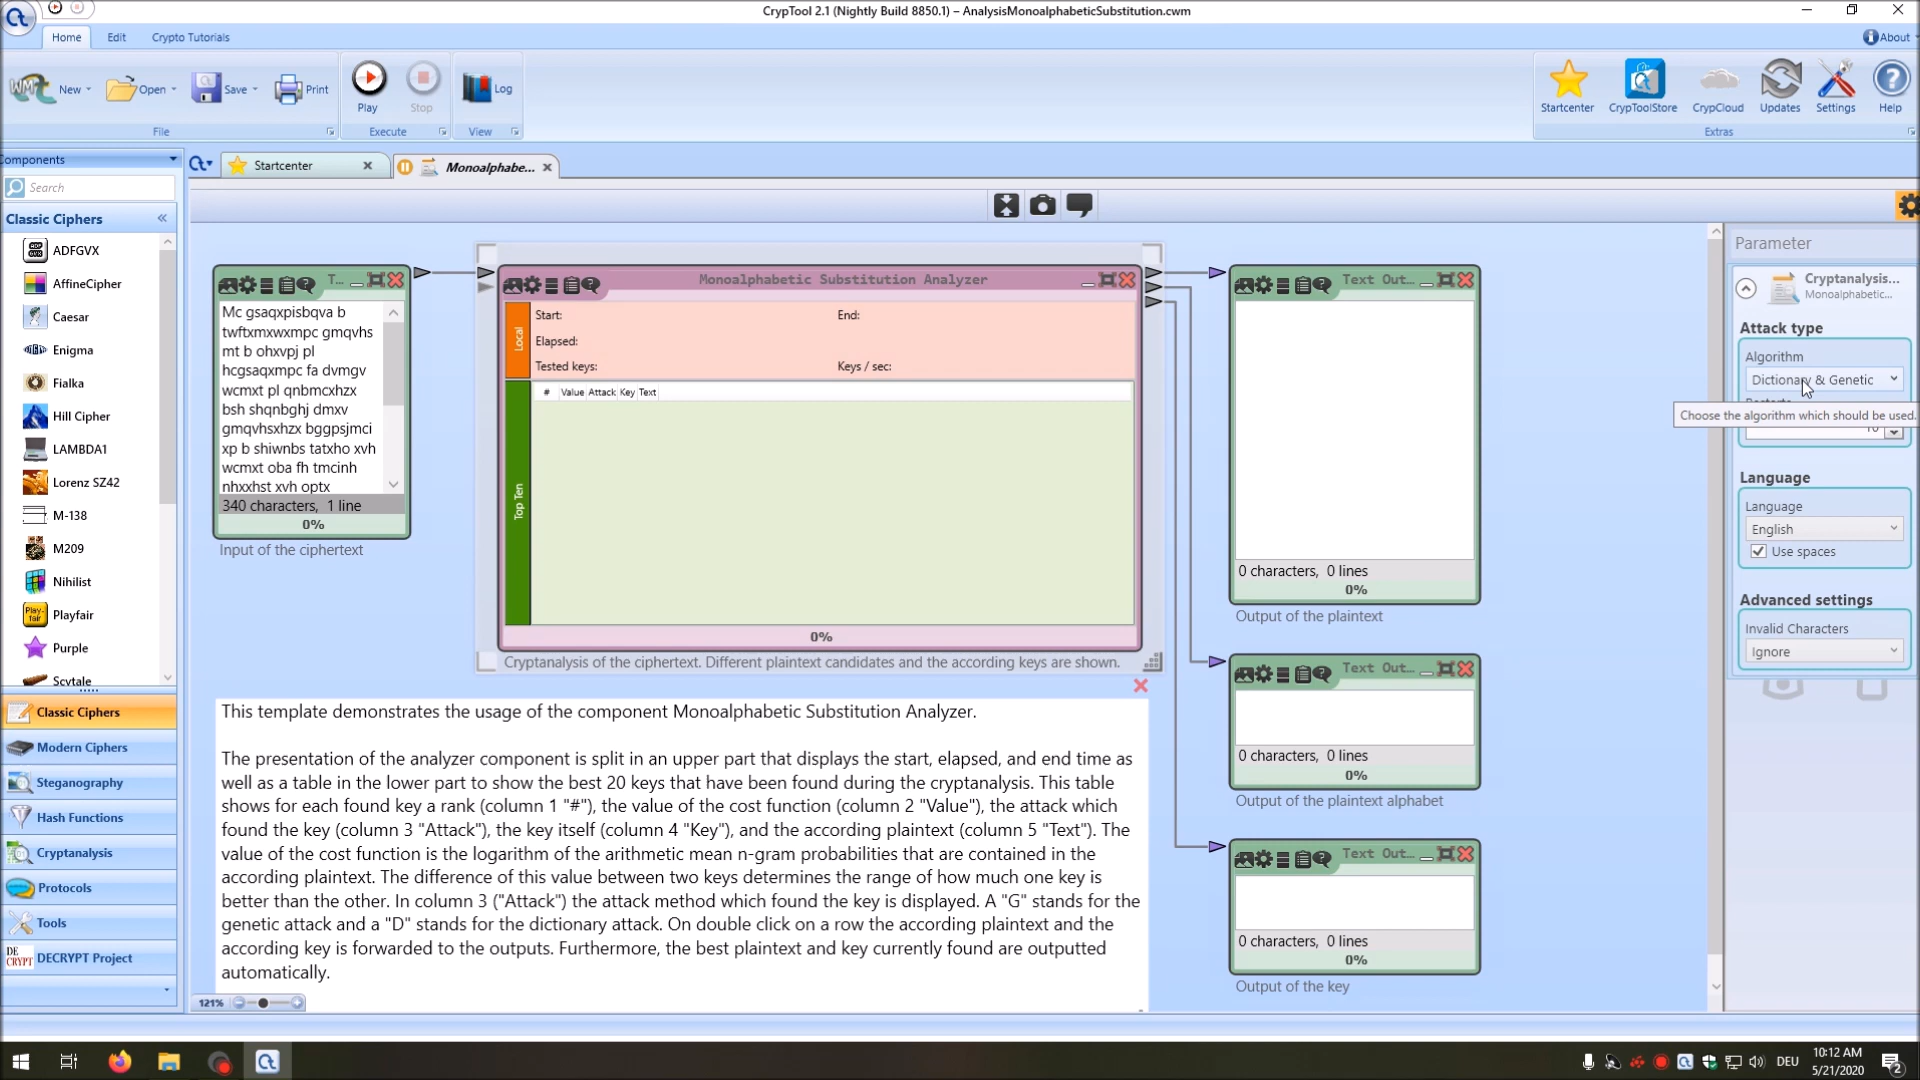 CrypTool 2.1 (Nightly Build 8850.1) – AnalysisMonoalphabeticSubstitution.cwm
Home Edit Crypto Tutorials
About
New Open Save Print
Play Stop
Log
File Execute View
Startcenter CrypToolStore CrypCloud Updates Settings Help
Extras
Components
Search
Classic Ciphers
ADFGVX
AffineCipher
Caesar
Enigma
Fialka
Hill Cipher
LAMBDA1
Lorenz SZ42
M-138
M209
Nihilist
Playfair
Purple
Scytale
Classic Ciphers
Modern Ciphers
Steganography
Hash Functions
Cryptanalysis
Protocols
Tools
DECRYPT Project
Startcenter
Monoalphabe...
T...
Mc gsaqxpisbqva b
twftxmxwxmpc gmqvhs
mt b ohxvpj pl
hcgsaqxmpc fa dvmgv
wcmxt pl qnbmcxhzx
bsh shqnbghj dmxv
gmqvhsxhzx bggpsjmci
xp b shiwnbs tatxho xvh
wcmxt oba fh tmcinh
nhxxhst xvh optx
340 characters, 1 line
0%
Input of the ciphertext
Monoalphabetic Substitution Analyzer
Local
Start: End:
Elapsed:
Tested keys: Keys / sec:
Top Ten
# Value Attack Key Text
0%
Cryptanalysis of the ciphertext. Different plaintext candidates and the according keys are shown.
This template demonstrates the usage of the component Monoalphabetic Substitution Analyzer.
The presentation of the analyzer component is split in an upper part that displays the start, elapsed, and end time as
well as a table in the lower part to show the best 20 keys that have been found during the cryptanalysis. This table
shows for each found key a rank (column 1 "#"), the value of the cost function (column 2 "Value"), the attack which
found the key (column 3 "Attack"), the key itself (column 4 "Key"), and the according plaintext (column 5 "Text"). The
value of the cost function is the logarithm of the arithmetic mean n-gram probabilities that are contained in the
according plaintext. The difference of this value between two keys determines the range of how much one key is
better than the other. In column 3 ("Attack") the attack method which found the key is displayed. A "G" stands for the
genetic attack and a "D" stands for the dictionary attack. On double click on a row the according plaintext and the
according key is forwarded to the outputs. Furthermore, the best plaintext and key currently found are outputted
automatically.
121%
Text Out...
0 characters, 0 lines
0%
Output of the plaintext
Text Out...
0 characters, 0 lines
0%
Output of the plaintext alphabet
Text Out...
0 characters, 0 lines
0%
Output of the key
Parameter
Cryptanalysis...
Monoalphabetic...
Attack type
Algorithm
Dictionary & Genetic
Choose the algorithm which should be used.
Language
Language
English
Use spaces
Advanced settings
Invalid Characters
Ignore
DEU
10:12 AM
5/21/2020
2